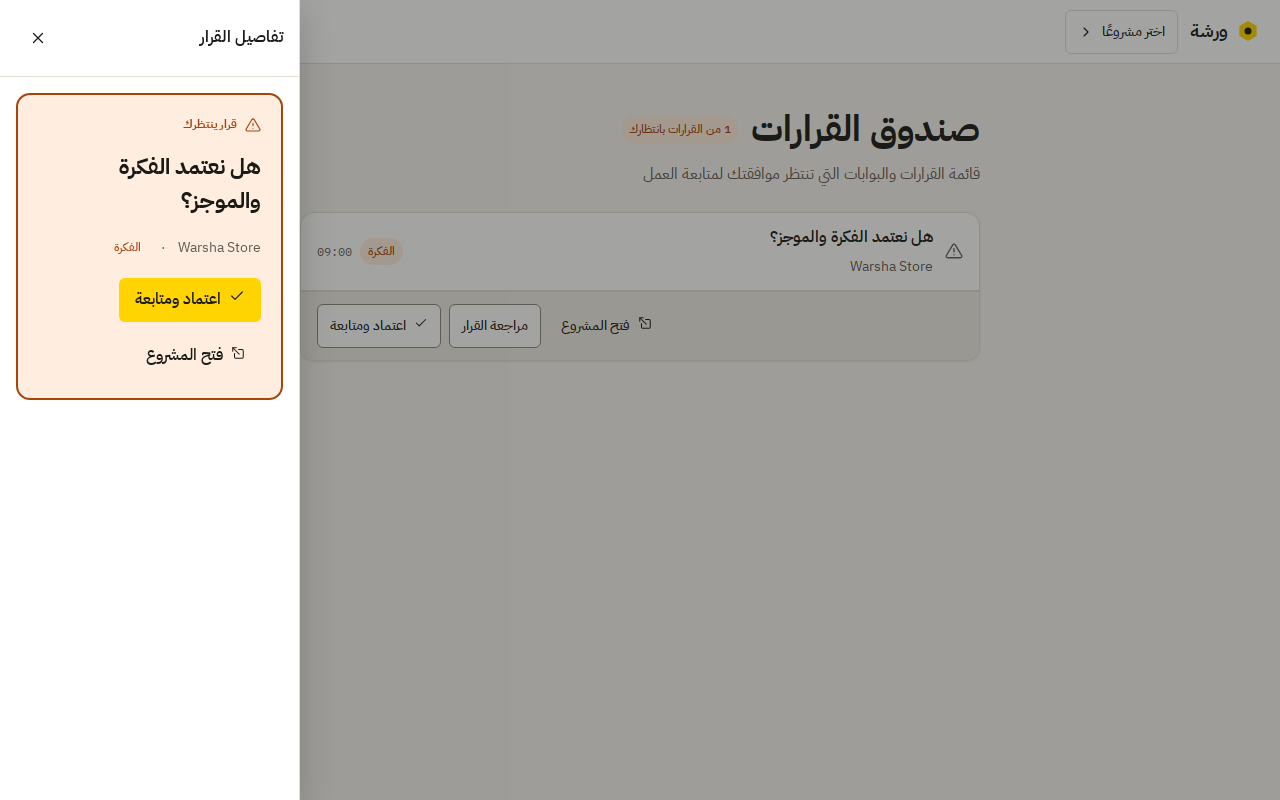 ورشة
اختر مشروعًا
صندوق القرارات
1 من القرارات بانتظارك
قائمة القرارات والبوابات التي تنتظر موافقتك لمتابعة العمل
هل نعتمد الفكرة والموجز؟
Warsha Store
الفكرة
09:00
فتح المشروع
مراجعة القرار
اعتماد ومتابعة
تفاصيل القرار
قرار ينتظرك
هل نعتمد الفكرة
والموجز؟
Warsha Store · الفكرة
اعتماد ومتابعة
فتح المشروع